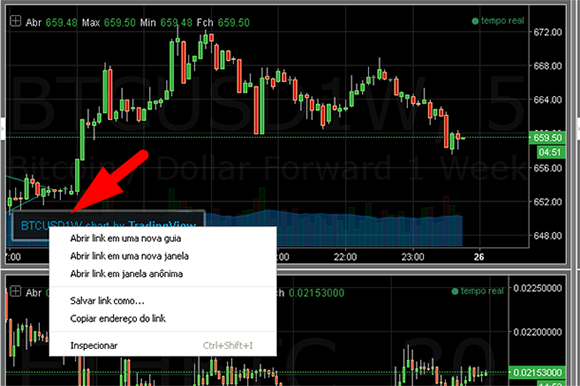 Abr 659.48 Max 659.50 Min 659.48 Fch 659.50
tempo real
672.00
668.00
664.00
BTCUSD1W, 5
660.00
659.50
04:51
Bitcoin / Dollar Forward 1 Week
656.00
652.00
BTCUSD1W chart by TradingView
648.00
7:00
22:00
23:00
26
Abrir link em uma nova guia
Abrir link em uma nova janela
Abrir link em janela anônima
Salvar link como...
Copiar endereço do link
Inspecionar Ctrl+Shift+I
Abr
Fch 0.02153000
tempo real
0.02250000
0.02200000
0.02153000